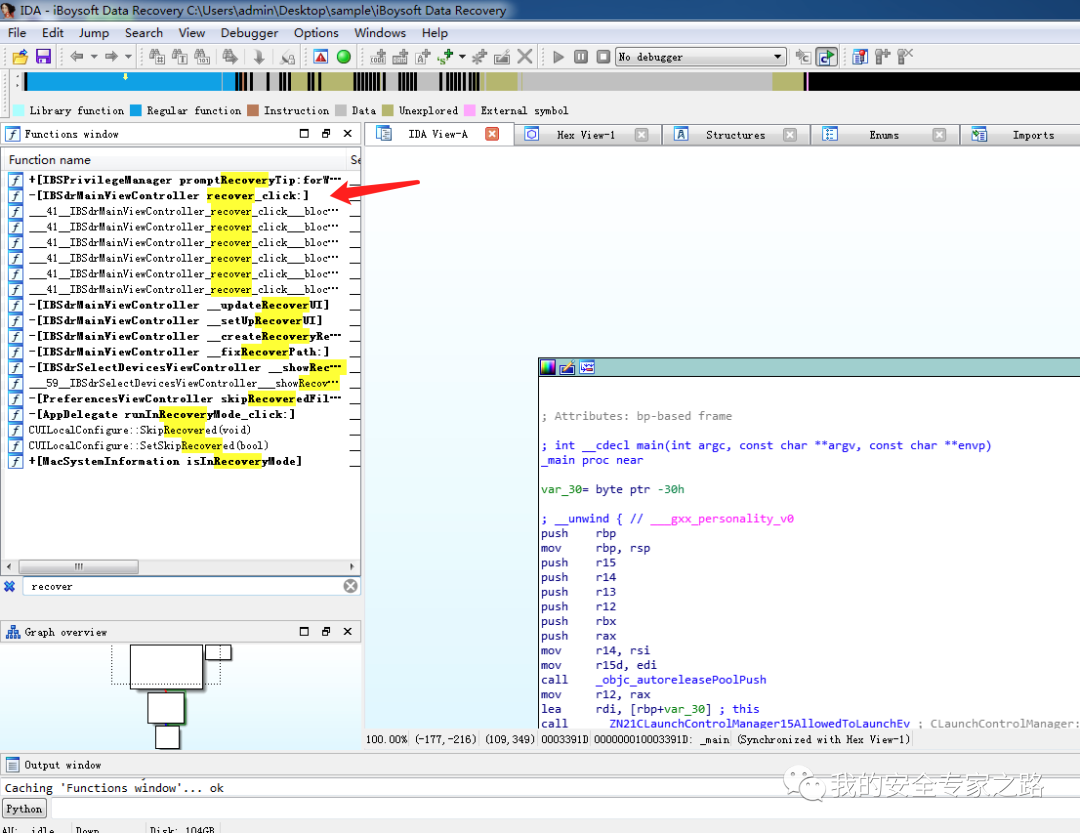 IDA - iBoysoft Data Recovery C:\Users\admin\Desktop\sample\iBoysoft Data Recovery
File Edit Jump Search View Debugger Options Windows Help
No debugger
Library function Regular function Instruction Data Unexplored External symbol
Functions window
IDA View-A Hex View-1 Structures Enums Imports
Function name Se
+[IBSPrivilegeManager promptRecoveryTip:forW…
-[IBSdrMainViewController recover_click:]
___41__IBSdrMainViewController_recover_click___bloc…
___41__IBSdrMainViewController_recover_click___bloc…
___41__IBSdrMainViewController_recover_click___bloc…
___41__IBSdrMainViewController_recover_click___bloc…
___41__IBSdrMainViewController_recover_click___bloc…
___41__IBSdrMainViewController_recover_click___bloc…
-[IBSdrMainViewController __updateRecoverUI]
-[IBSdrMainViewController __setUpRecoverUI]
-[IBSdrMainViewController __createRecoveryRe…
-[IBSdrMainViewController __fixRecoverPath:]
-[IBSdrSelectDevicesViewController __showRec…
___59__IBSdrSelectDevicesViewController___showRecov…
-[PreferencesViewController skipRecoveredFil…
-[AppDelegate runInRecoveryMode_click:]
CUILocalConfigure::SkipRecovered(void)
CUILocalConfigure::SetSkipRecovered(bool)
+[MacSystemInformation isInRecoveryMode]
recover
Graph overview
; Attributes: bp-based frame
; int __cdecl main(int argc, const char **argv, const char **envp)
_main proc near
var_30= byte ptr -30h
; __unwind { // ___gxx_personality_v0
push rbp
mov rbp, rsp
push r15
push r14
push r13
push r12
push rbx
push rax
mov r14, rsi
mov r15d, edi
call _objc_autoreleasePoolPush
mov r12, rax
lea rdi, [rbp+var_30] ; this
call __ZN21CLaunchControlManager15AllowedToLaunchEv ; CLaunchControlManager:
100.00% (-177,-216) (109,349) 0003391D 000000010003391D: _main (Synchronized with Hex View-1)
Output window
Caching 'Functions window'... ok
Python
AU: idle Down Disk: 104GB
我的安全专家之路